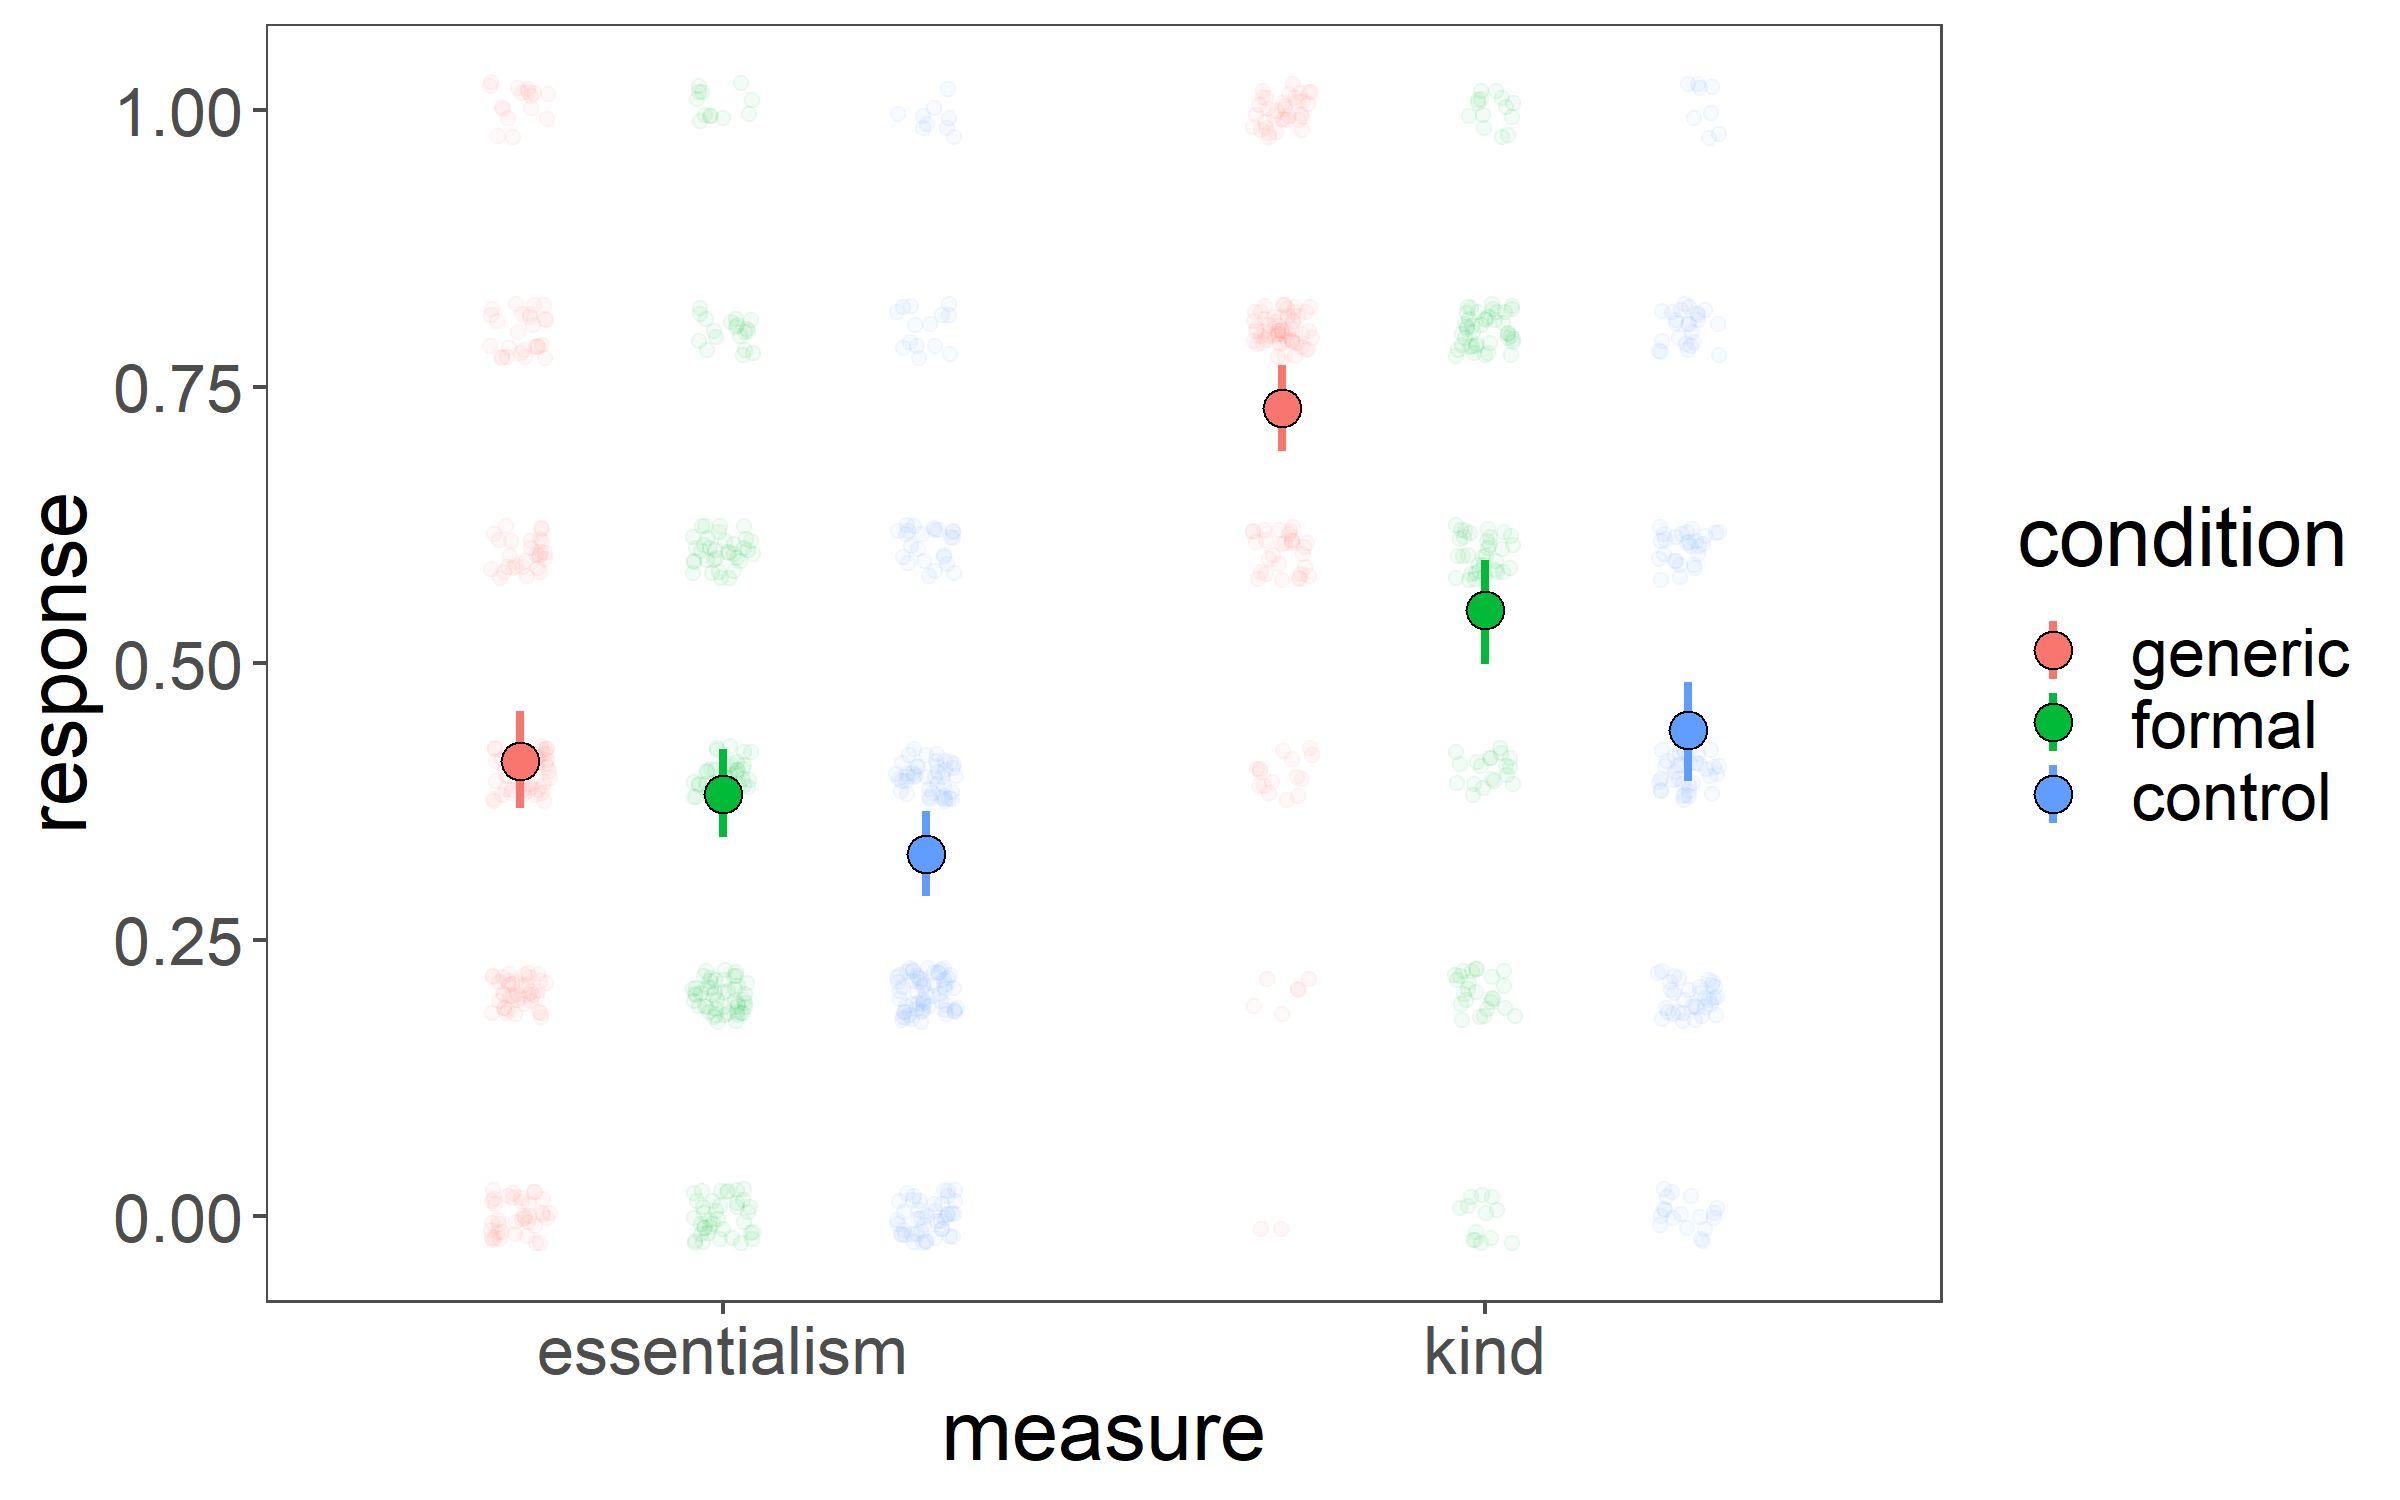 1.00
0.75
0.50
0.25
0.00
response
essentialism
kind
measure
condition
generic
formal
control